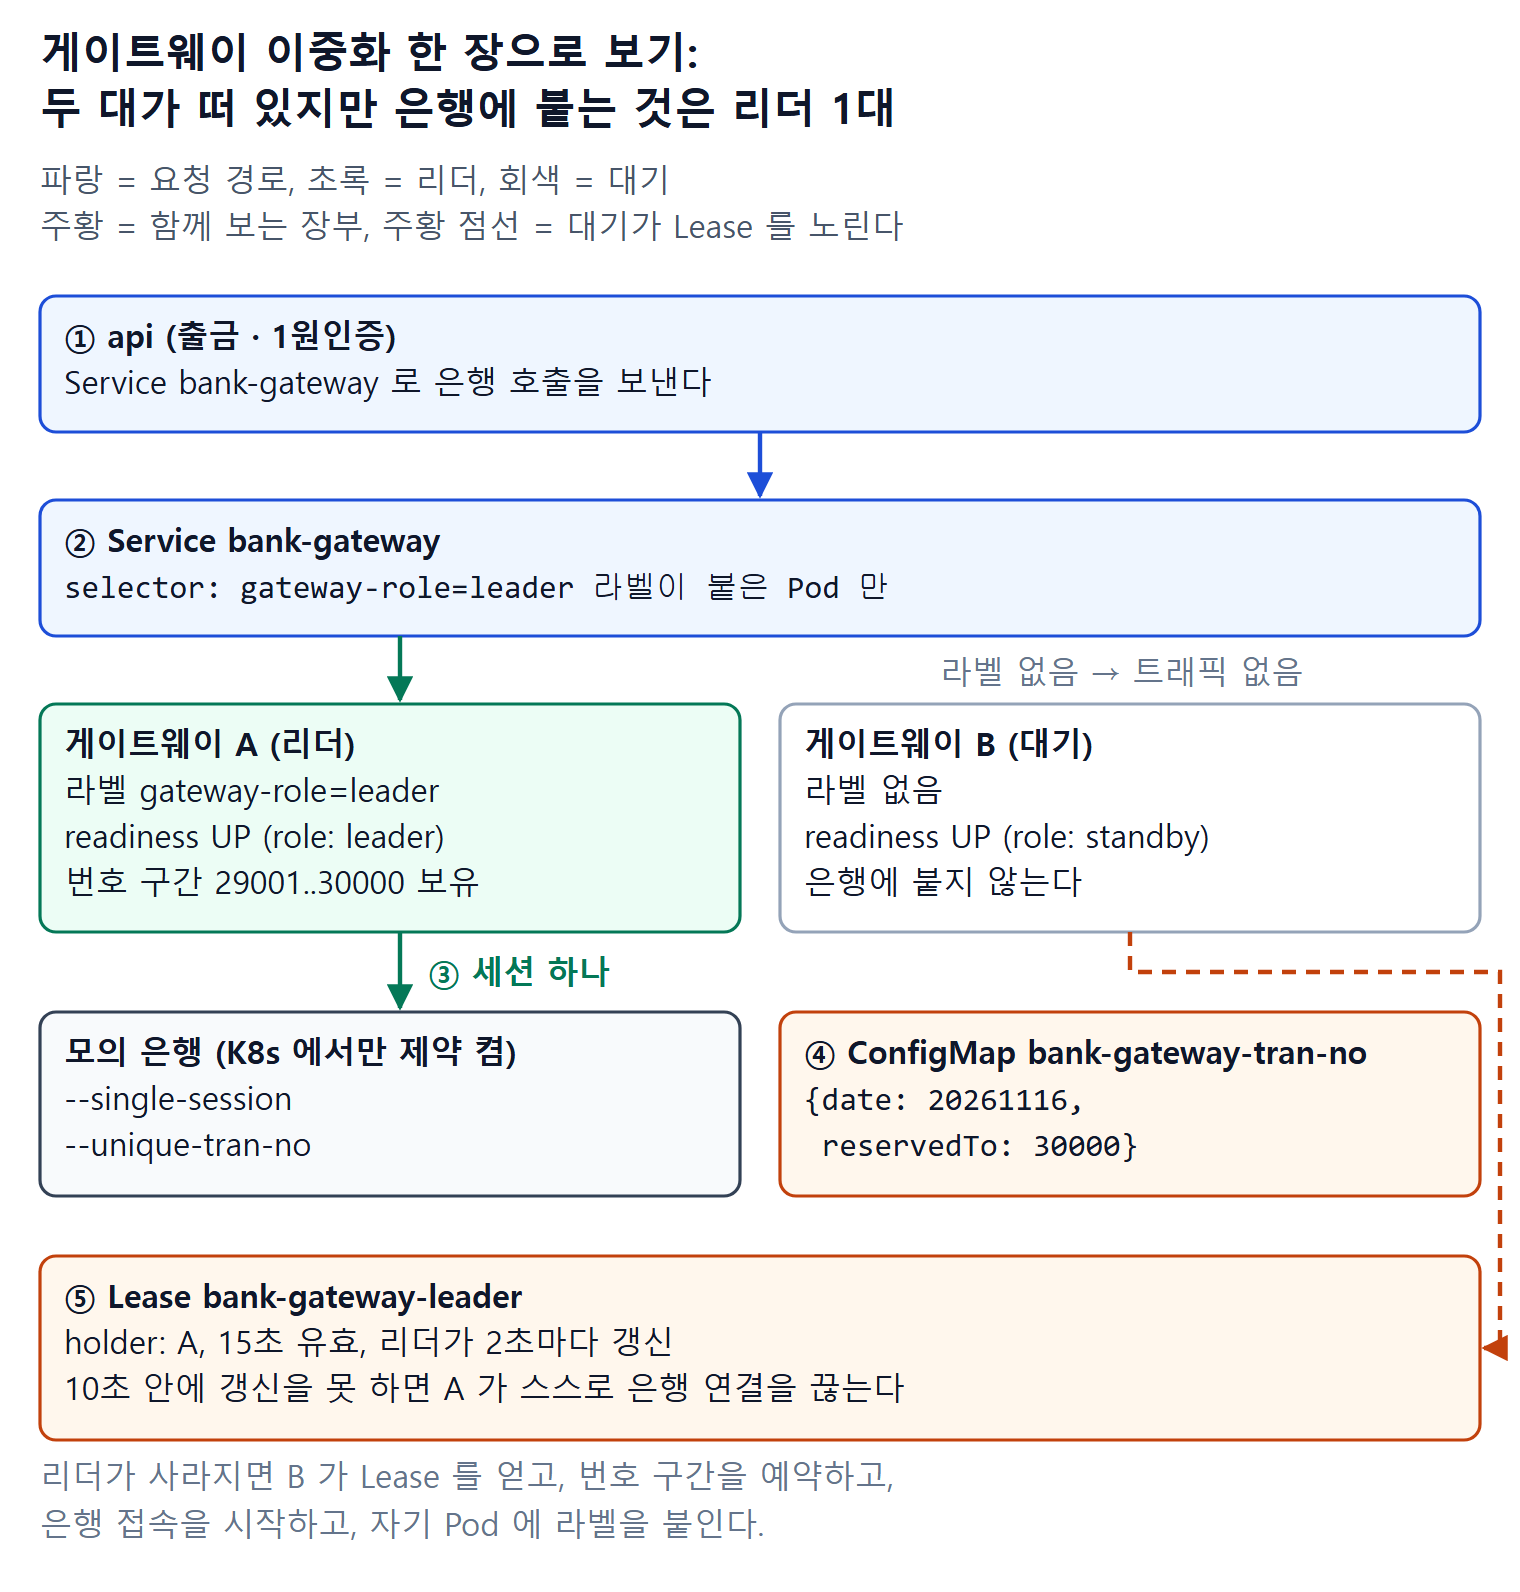 게이트웨이 이중화 한 장으로 보기:
두 대가 떠 있지만 은행에 붙는 것은 리더 1대
파랑 = 요청 경로, 초록 = 리더, 회색 = 대기
주황 = 함께 보는 장부, 주황 점선 = 대기가 Lease 를 노린다
① api (출금 · 1원인증)
Service bank-gateway 로 은행 호출을 보낸다
② Service bank-gateway
selector: gateway-role=leader 라벨이 붙은 Pod 만
라벨 없음 → 트래픽 없음
게이트웨이 A (리더)
라벨 gateway-role=leader
readiness UP (role: leader)
번호 구간 29001..30000 보유
게이트웨이 B (대기)
라벨 없음
readiness UP (role: standby)
은행에 붙지 않는다
③ 세션 하나
모의 은행 (K8s 에서만 제약 켬)
--single-session
--unique-tran-no
④ ConfigMap bank-gateway-tran-no
{date: 20261116,
reservedTo: 30000}
⑤ Lease bank-gateway-leader
holder: A, 15초 유효, 리더가 2초마다 갱신
10초 안에 갱신을 못 하면 A 가 스스로 은행 연결을 끊는다
리더가 사라지면 B 가 Lease 를 얻고, 번호 구간을 예약하고,
은행 접속을 시작하고, 자기 Pod 에 라벨을 붙인다.